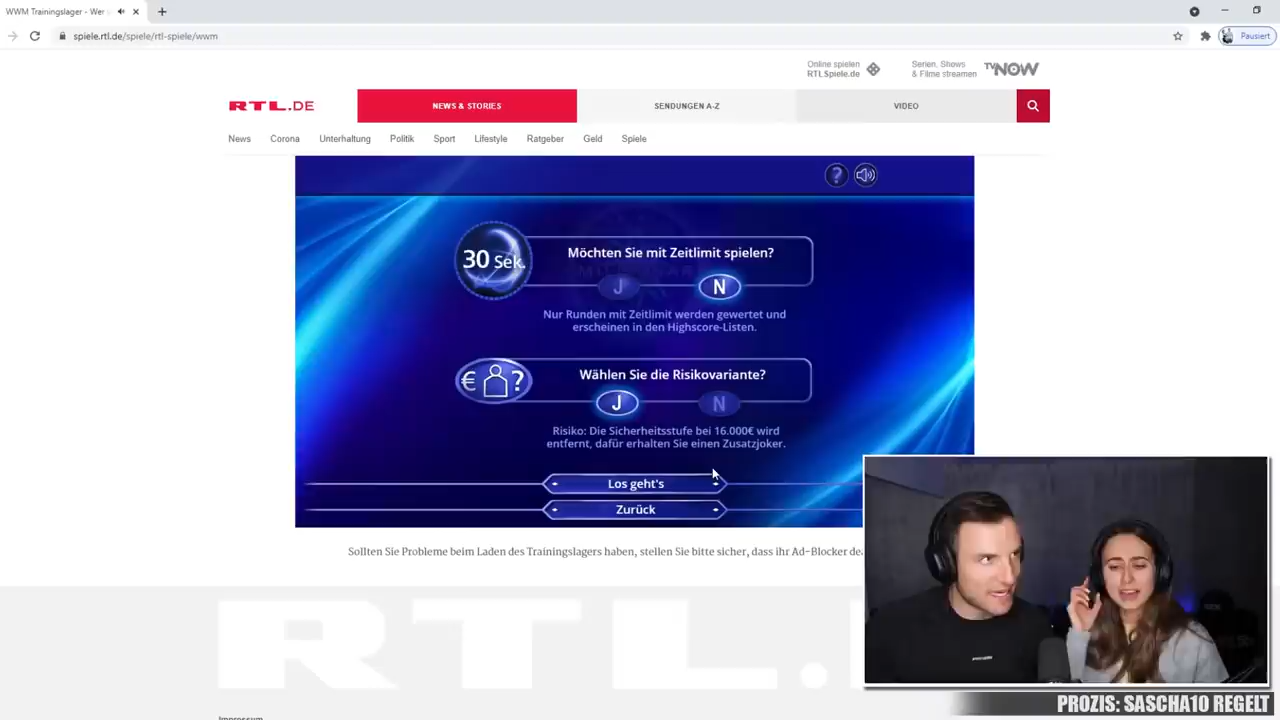 WWM Trainingslager - Wer
spiele.rtl.de/spiele/rtl-spiele/wwm
Pausiert
Online spielen
RTLSpiele.de
Serien, Shows
& Filme streamen
TVNOW
RTL.DE
NEWS & STORIES
SENDUNGEN A-Z
VIDEO
News
Corona
Unterhaltung
Politik
Sport
Lifestyle
Ratgeber
Geld
Spiele
?
30 Sek.
Möchten Sie mit Zeitlimit spielen?
J
N
Nur Runden mit Zeitlimit werden gewertet und
erscheinen in den Highscore-Listen.
€ ?
Wählen Sie die Risikovariante?
J
N
Risiko: Die Sicherheitsstufe bei 16.000€ wird
entfernt, dafür erhalten Sie einen Zusatzjoker.
Los geht's
Zurück
Sollten Sie Probleme beim Laden des Trainingslagers haben, stellen Sie bitte sicher, dass ihr Ad-Blocker
RTL.
Impressum
PROZIS: SASCHA10 REGELT